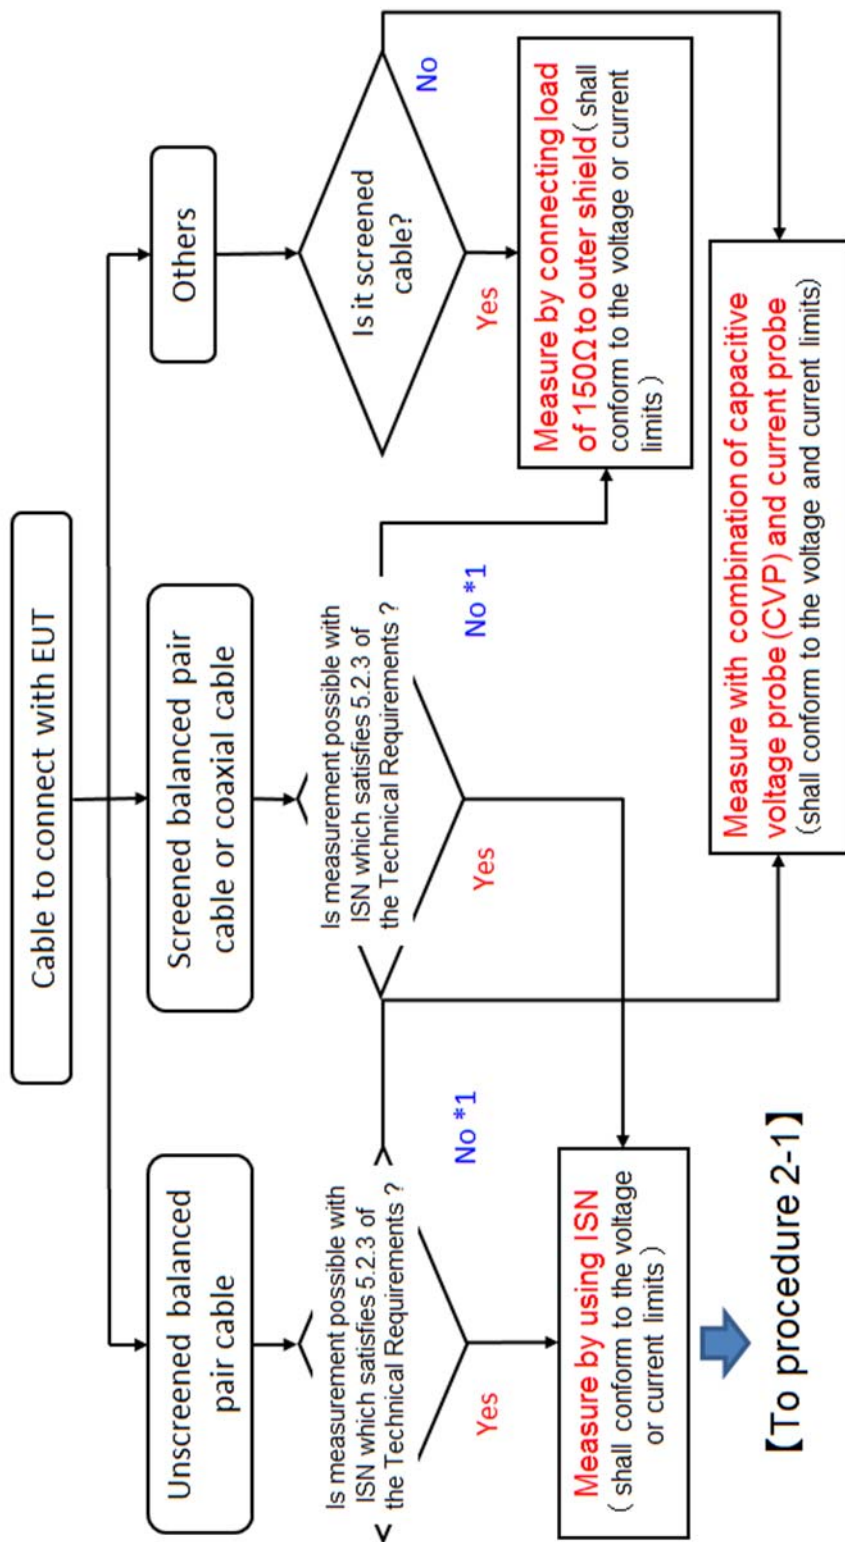 Cable to connect with EUT
Unscreened balanced
pair cable
Screened balanced pair
cable or coaxial cable
Others
Is measurement possible with
ISN which satisfies 5.2.3 of
the Technical Requirements ?
Is measurement possible with
ISN which satisfies 5.2.3 of
the Technical Requirements ?
Is it screened
cable?
Yes
No *1
Yes
No *1
Yes
No
Measure by using ISN
( shall conform to the voltage
or current limits )
Measure by connecting load
of 150Ω to outer shield ( shall
conform to the voltage or current
limits )
Measure with combination of capacitive
voltage probe (CVP) and current probe
(shall conform to the voltage and current limits)
【To procedure 2-1】